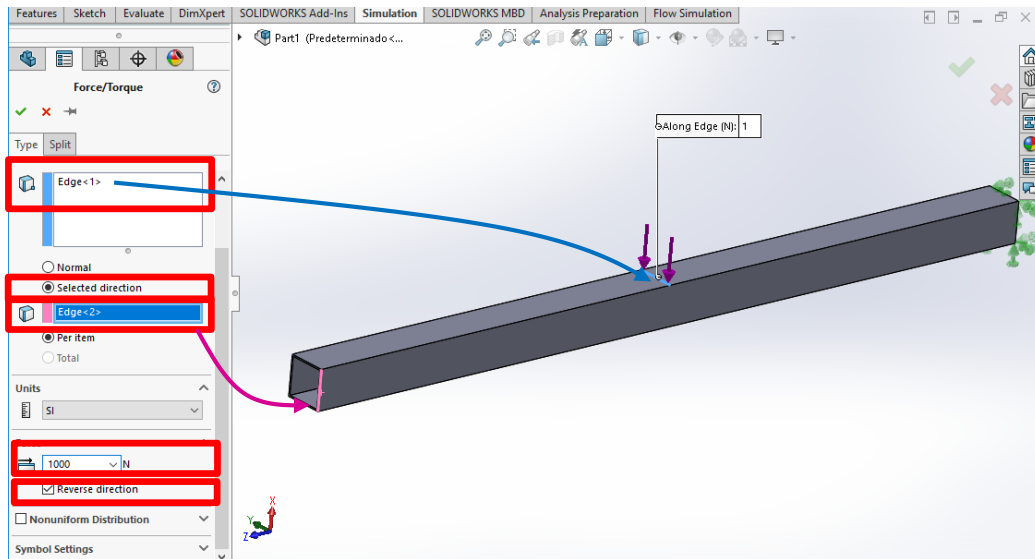 Features Sketch Evaluate DimXpert SOLIDWORKS Add-Ins Simulation SOLIDWORKS MBD Analysis Preparation Flow Simulation
Part1 (Predeterminado<...
Force/Torque
Type Split
Along Edge (N): 1
Edge<1>
Normal
Selected direction
Edge<2>
Per item
Total
Units
SI
1000 N
Reverse direction
Nonuniform Distribution
Symbol Settings
X
Y
Z